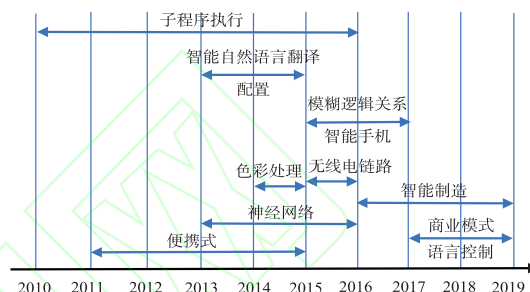 子程序执行
智能自然语言翻译
配置
模糊逻辑关系
智能手机
色彩处理
无线电链路
智能制造
神经网络
商业模式
便携式
语言控制
2010 2011 2012 2013 2014 2015 2016 2017 2018 2019